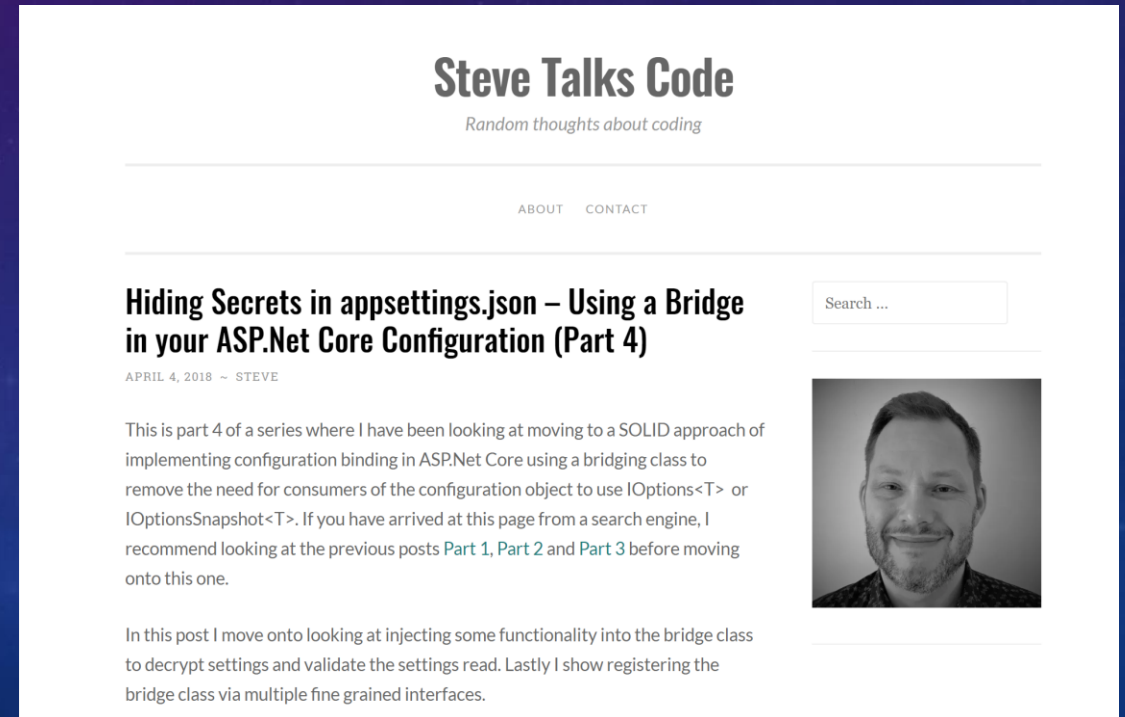 Steve Talks Code
Random thoughts about coding
ABOUT CONTACT
Hiding Secrets in appsettings.json – Using a Bridge
in your ASP.Net Core Configuration (Part 4)
APRIL 4, 2018 ~ STEVE
This is part 4 of a series where I have been looking at moving to a SOLID approach of
implementing configuration binding in ASP.Net Core using a bridging class to
remove the need for consumers of the configuration object to use IOptions<T> or
IOptionsSnapshot<T>. If you have arrived at this page from a search engine, I
recommend looking at the previous posts Part 1, Part 2 and Part 3 before moving
onto this one.
In this post I move onto looking at injecting some functionality into the bridge class
to decrypt settings and validate the settings read. Lastly I show registering the
bridge class via multiple fine grained interfaces.
Search ...